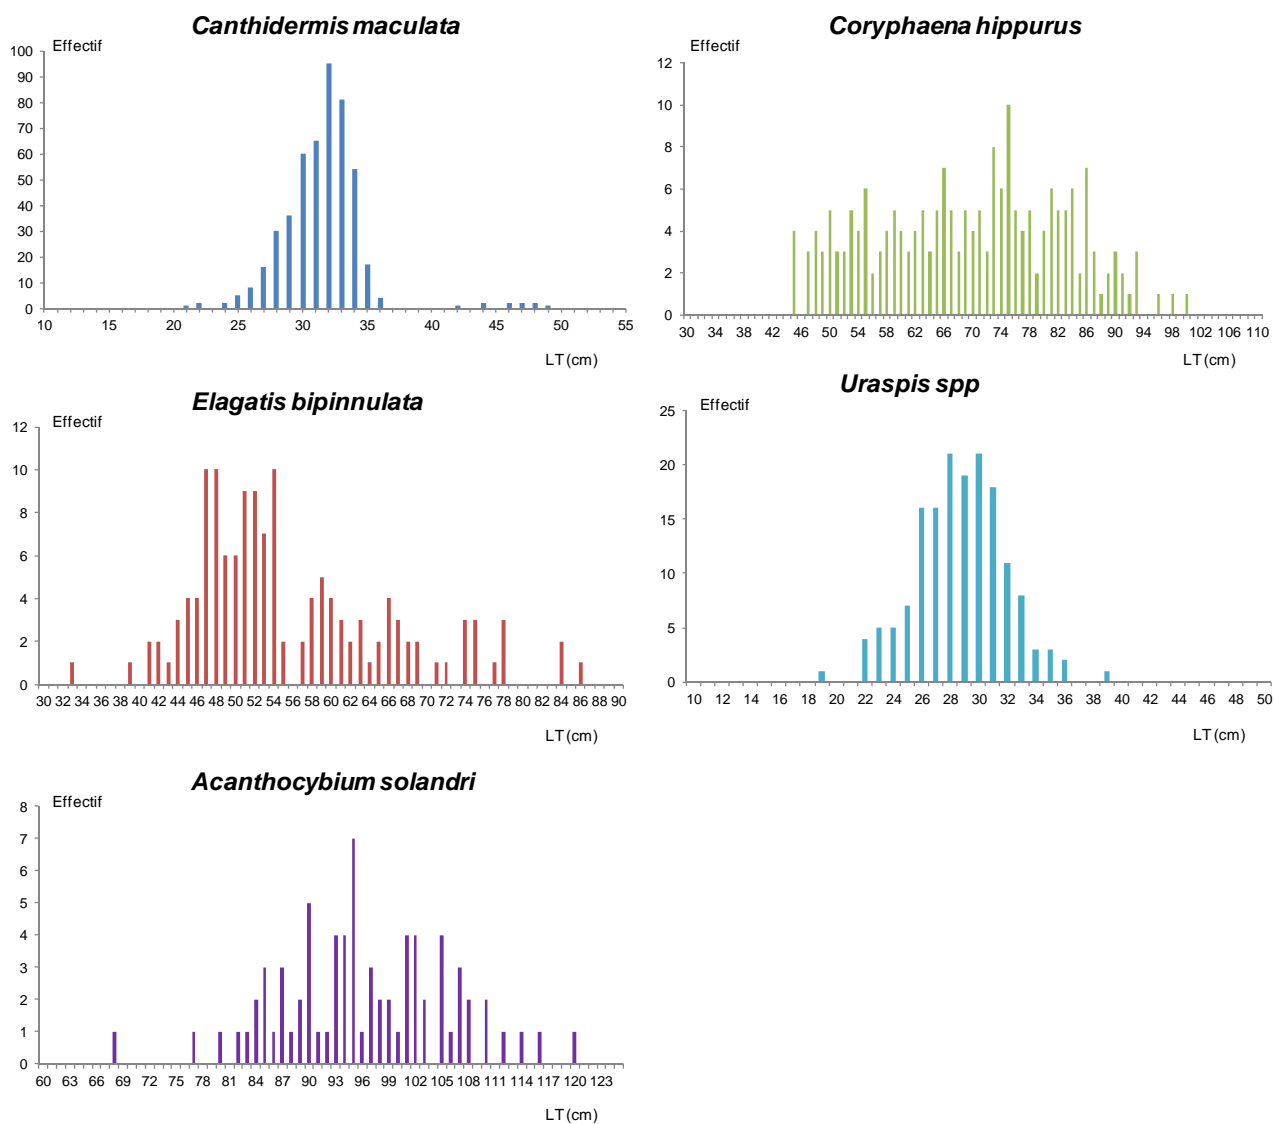 Canthidermis maculata
Effectif
100
90
80
70
60
50
40
30
20
10
0
10 15 20 25 30 35 40 45 50 55
LT (cm)
Coryphaena hippurus
Effectif
12
10
8
6
4
2
0
30 34 38 42 46 50 54 58 62 66 70 74 78 82 86 90 94 98 102 106 110
LT (cm)
Elagatis bipinnulata
Effectif
12
10
8
6
4
2
0
30 32 34 36 38 40 42 44 46 48 50 52 54 56 58 60 62 64 66 68 70 72 74 76 78 80 82 84 86 88 90
LT (cm)
Uraspis spp
Effectif
25
20
15
10
5
0
10 12 14 16 18 20 22 24 26 28 30 32 34 36 38 40 42 44 46 48 50
LT (cm)
Acanthocybium solandri
Effectif
8
7
6
5
4
3
2
1
0
60 63 66 69 72 75 78 81 84 87 90 93 96 99 102 105 108 111 114 117 120 123
LT (cm)